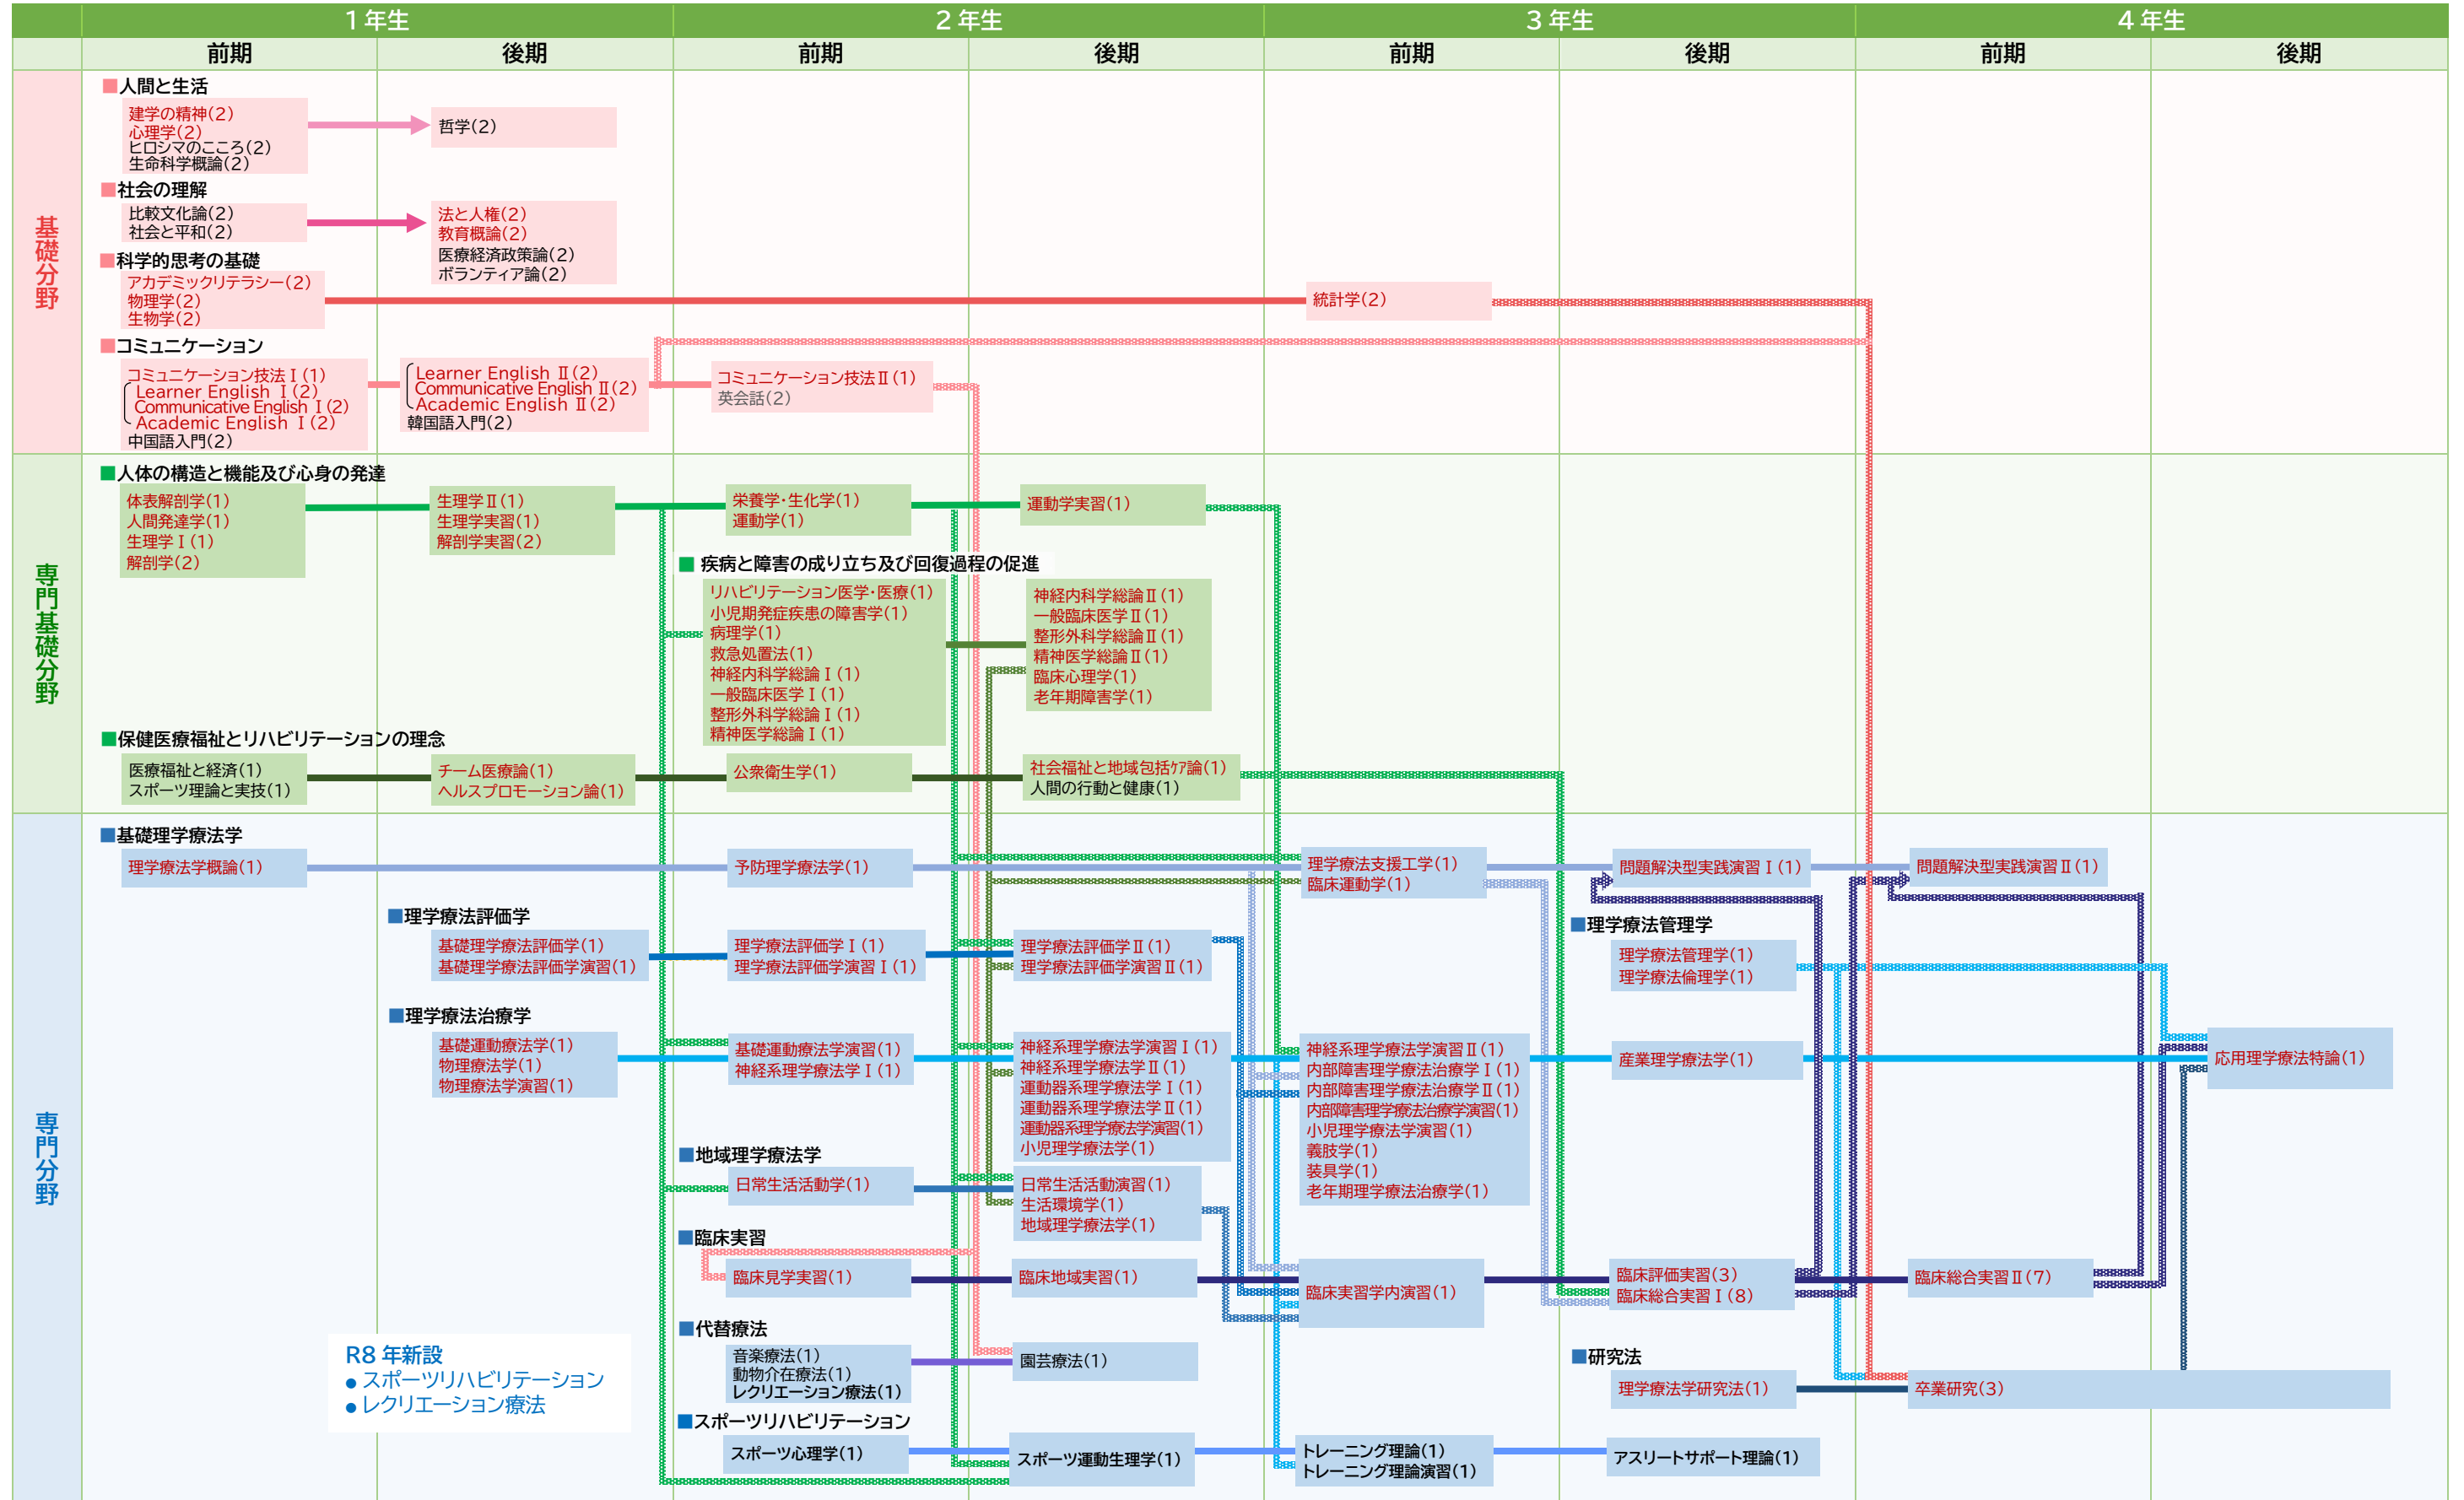 1 年生
2 年生
3 年生
4 年生
前期
後期
前期
後期
前期
後期
前期
後期
基礎分野
■人間と生活
建学の精神(2)
心理学(2)
ヒロシマのこころ(2)
生命科学概論(2)
哲学(2)
■社会の理解
比較文化論(2)
社会と平和(2)
法と人権(2)
教育概論(2)
医療経済政策論(2)
ボランティア論(2)
■科学的思考の基礎
アカデミックリテラシー(2)
物理学(2)
生物学(2)
統計学(2)
■コミュニケーション
コミュニケーション技法Ⅰ(1)
Learner English Ⅰ(2)
Communicative English Ⅰ(2)
Academic English Ⅰ(2)
中国語入門(2)
Learner English Ⅱ(2)
Communicative English Ⅱ(2)
Academic English Ⅱ(2)
韓国語入門(2)
コミュニケーション技法Ⅱ(1)
英会話(2)
専門基礎分野
■人体の構造と機能及び心身の発達
体表解剖学(1)
人間発達学(1)
生理学Ⅰ(1)
解剖学(2)
生理学Ⅱ(1)
生理学実習(1)
解剖学実習(2)
栄養学・生化学(1)
運動学(1)
運動学実習(1)
■ 疾病と障害の成り立ち及び回復過程の促進
リハビリテーション医学・医療(1)
小児期発症疾患の障害学(1)
病理学(1)
救急処置法(1)
神経内科学総論Ⅰ(1)
一般臨床医学Ⅰ(1)
整形外科学総論Ⅰ(1)
精神医学総論Ⅰ(1)
神経内科学総論Ⅱ(1)
一般臨床医学Ⅱ(1)
整形外科学総論Ⅱ(1)
精神医学総論Ⅱ(1)
臨床心理学(1)
老年期障害学(1)
■保健医療福祉とリハビリテーションの理念
医療福祉と経済(1)
スポーツ理論と実技(1)
チーム医療論(1)
ヘルスプロモーション論(1)
公衆衛生学(1)
社会福祉と地域包括ｹｱ論(1)
人間の行動と健康(1)
専門分野
■基礎理学療法学
理学療法学概論(1)
予防理学療法学(1)
理学療法支援工学(1)
臨床運動学(1)
問題解決型実践演習Ⅰ(1)
問題解決型実践演習Ⅱ(1)
■理学療法評価学
基礎理学療法評価学(1)
基礎理学療法評価学演習(1)
理学療法評価学Ⅰ(1)
理学療法評価学演習Ⅰ(1)
理学療法評価学Ⅱ(1)
理学療法評価学演習Ⅱ(1)
■理学療法管理学
理学療法管理学(1)
理学療法倫理学(1)
■理学療法治療学
基礎運動療法学(1)
物理療法学(1)
物理療法学演習(1)
基礎運動療法学演習(1)
神経系理学療法学Ⅰ(1)
神経系理学療法学演習Ⅰ(1)
神経系理学療法学Ⅱ(1)
運動器系理学療法学Ⅰ(1)
運動器系理学療法学Ⅱ(1)
運動器系理学療法学演習(1)
小児理学療法学(1)
神経系理学療法学演習Ⅱ(1)
内部障害理学療法治療学Ⅰ(1)
内部障害理学療法治療学Ⅱ(1)
内部障害理学療法治療学演習(1)
小児理学療法学演習(1)
義肢学(1)
装具学(1)
老年期理学療法治療学(1)
産業理学療法学(1)
応用理学療法特論(1)
■地域理学療法学
日常生活活動学(1)
日常生活活動演習(1)
生活環境学(1)
地域理学療法学(1)
■臨床実習
臨床見学実習(1)
臨床地域実習(1)
臨床実習学内演習(1)
臨床評価実習(3)
臨床総合実習Ⅰ(8)
臨床総合実習Ⅱ(7)
■代替療法
音楽療法(1)
動物介在療法(1)
レクリエーション療法(1)
園芸療法(1)
■研究法
理学療法学研究法(1)
卒業研究(3)
■スポーツリハビリテーション
スポーツ心理学(1)
スポーツ運動生理学(1)
トレーニング理論(1)
トレーニング理論演習(1)
アスリートサポート理論(1)
R8 年新設
● スポーツリハビリテーション
● レクリエーション療法